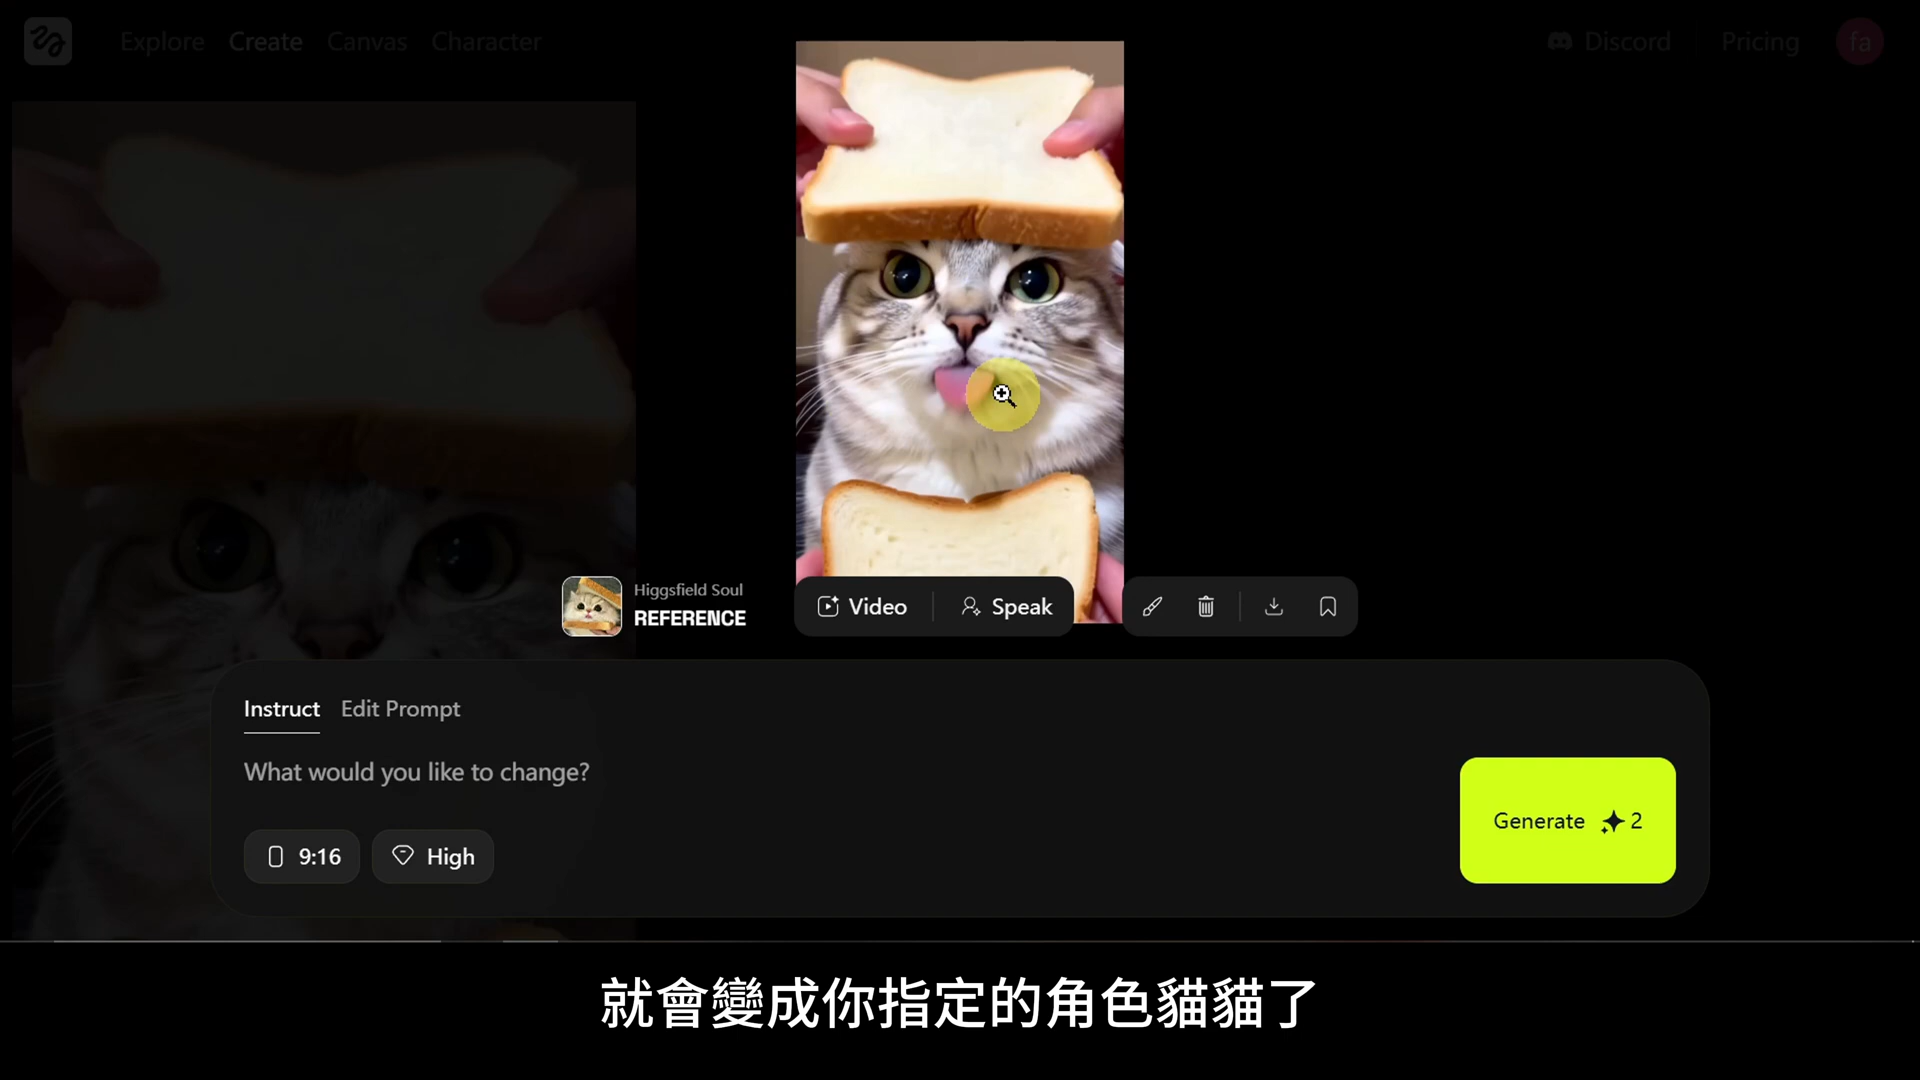 Explore Create Canvas Character Discord Pricing fa
Higgsfield Soul
REFERENCE
Video Speak
Instruct Edit Prompt
What would you like to change?
Generate 2
9:16 High
就會變成你指定的角色貓貓了